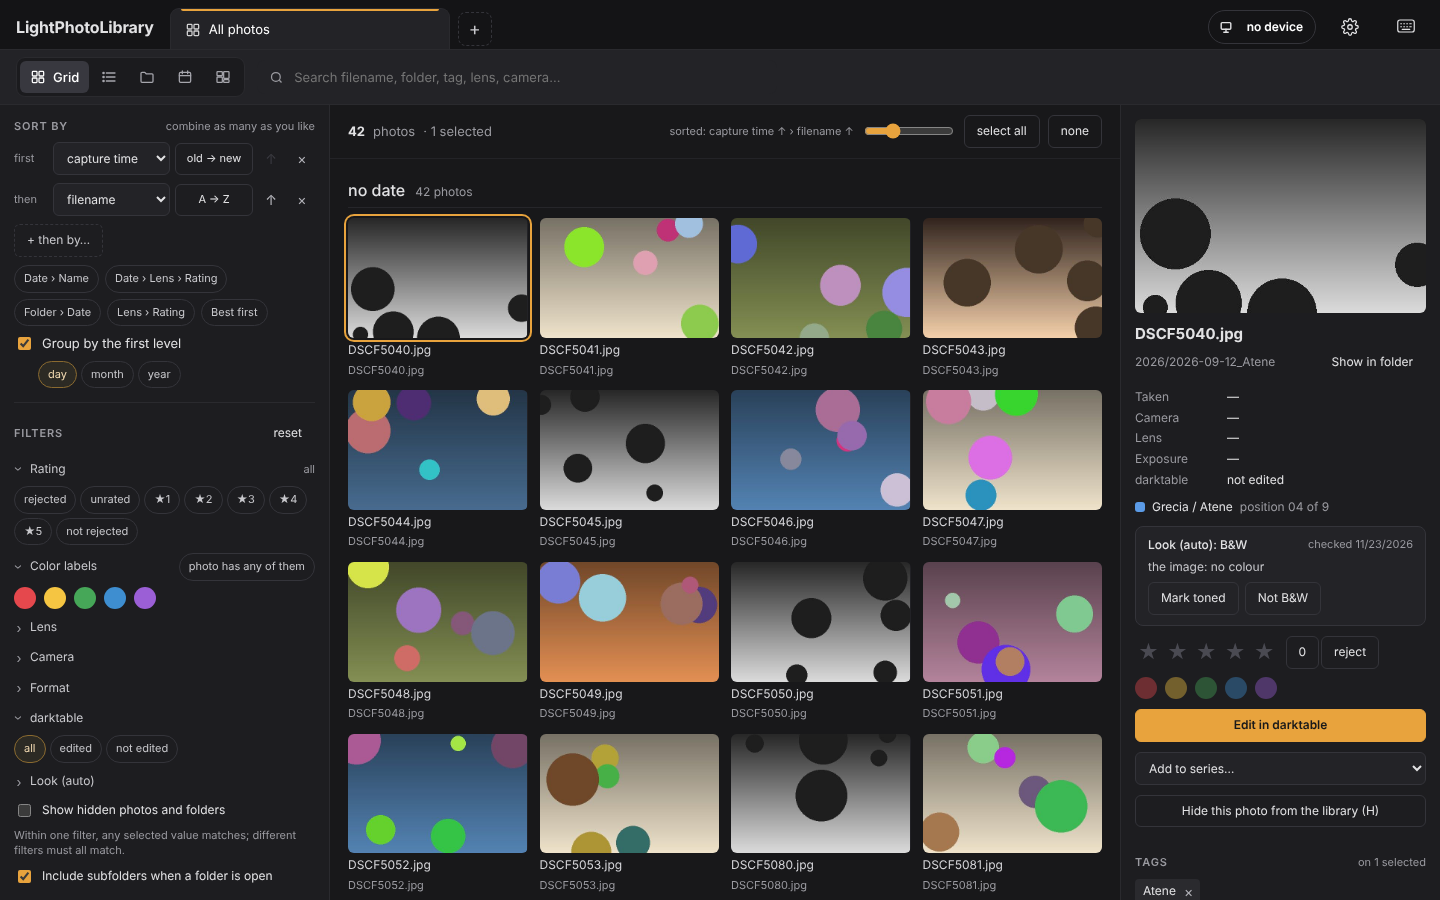 LightPhotoLibrary
All photos
+
no device
Grid
Search filename, folder, tag, lens, camera...
SORT BY
combine as many as you like
first
capture time
old → new
↑
×
then
filename
A → Z
↑
×
+ then by...
Date › Name
Date › Lens › Rating
Folder › Date
Lens › Rating
Best first
Group by the first level
day
month
year
FILTERS
reset
Rating
all
rejected
unrated
★1
★2
★3
★4
★5
not rejected
Color labels
photo has any of them
Lens
Camera
Format
darktable
all
edited
not edited
Look (auto)
Show hidden photos and folders
Within one filter, any selected value matches; different
filters must all match.
Include subfolders when a folder is open
42 photos · 1 selected
sorted: capture time ↑ › filename ↑
select all
none
no date 42 photos
DSCF5040.jpg
DSCF5040.jpg
DSCF5041.jpg
DSCF5041.jpg
DSCF5042.jpg
DSCF5042.jpg
DSCF5043.jpg
DSCF5043.jpg
DSCF5044.jpg
DSCF5044.jpg
DSCF5045.jpg
DSCF5045.jpg
DSCF5046.jpg
DSCF5046.jpg
DSCF5047.jpg
DSCF5047.jpg
DSCF5048.jpg
DSCF5048.jpg
DSCF5049.jpg
DSCF5049.jpg
DSCF5050.jpg
DSCF5050.jpg
DSCF5051.jpg
DSCF5051.jpg
DSCF5052.jpg
DSCF5052.jpg
DSCF5053.jpg
DSCF5053.jpg
DSCF5080.jpg
DSCF5080.jpg
DSCF5081.jpg
DSCF5081.jpg
DSCF5040.jpg
2026/2026-09-12_Atene
Show in folder
Taken —
Camera —
Lens —
Exposure —
darktable not edited
Grecia / Atene position 04 of 9
Look (auto): B&W
checked 11/23/2026
the image: no colour
Mark toned
Not B&W
★ ★ ★ ★ ★
0
reject
Edit in darktable
Add to series...
Hide this photo from the library (H)
TAGS
on 1 selected
Atene ×